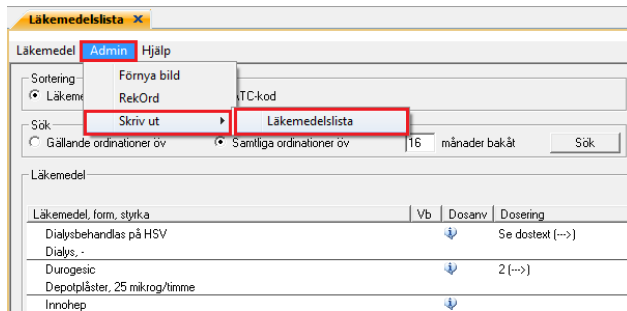 Läkemedelslista ×
Läkemedel Admin Hjälp
Förnya bild
Sortering
RekOrd
Läkeme ATC-kod
Skriv ut Läkemedelslista
Sök
Gällande ordinationer öv Samtliga ordinationer öv 16 månader bakåt Sök
Läkemedel
Läkemedel, form, styrka Vb Dosanv Dosering
Dialysbehandlas på HSV Se dostext (--->)
Dialys, -
Durogesic 2 (--->)
Depotplåster, 25 mikrog/timme
Innohep